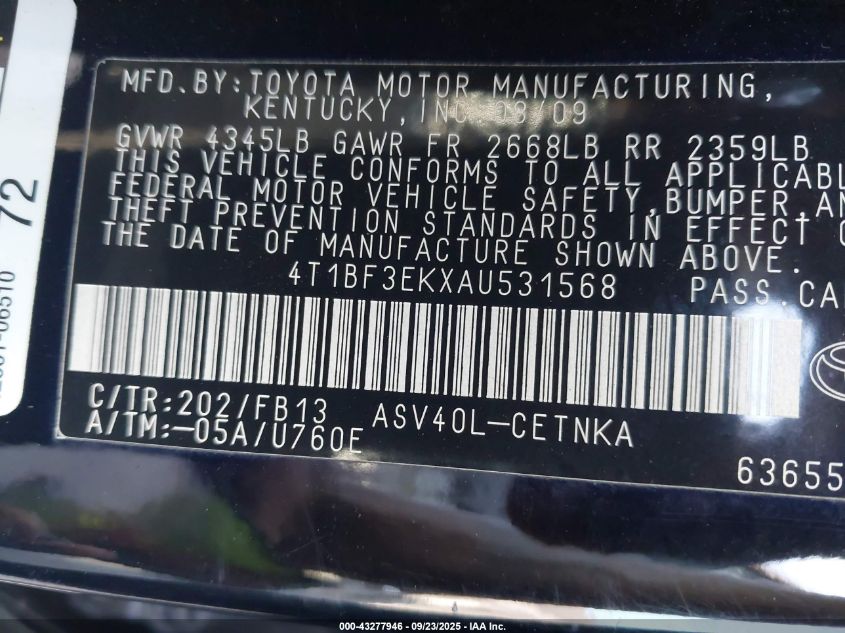 MFD.BY:TOYOTA MOTOR MANUFACTURING,
KENTUCKY,INC. 08/09
GVWR 4345LB GAWR FR 2668LB RR 2359LB
THIS VEHICLE CONFORMS TO ALL APPLICABL
FEDERAL MOTOR VEHICLE SAFETY,BUMPER,AN
THEFT PREVENTION STANDARDS IN EFFECT O
THE DATE OF MANUFACTURE SHOWN ABOVE.
4T1BF3EKXAU531568 PASS.CA
C/TR:202/FB13 ASV40L-CETNKA
A/TM:-05A/U760E
63655
72
06510
000-43277946 - 09/23/2025 - IAA Inc.